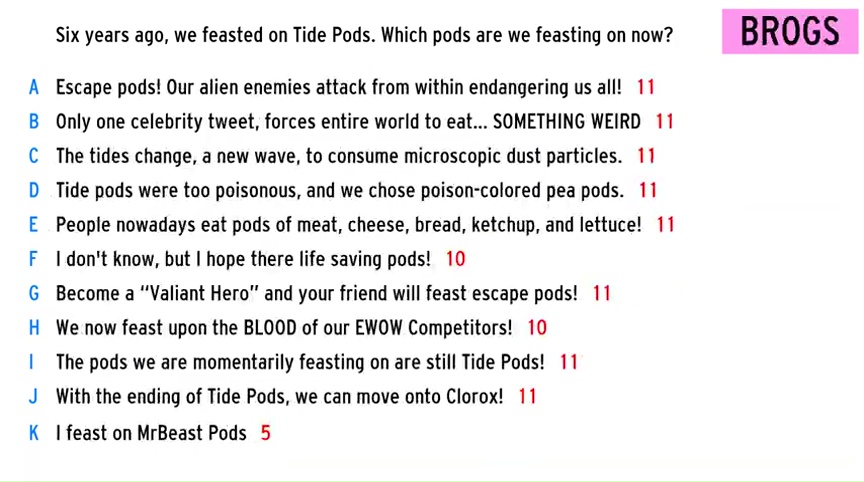 Six years ago, we feasted on Tide Pods. Which pods are we feasting on now?
BROGS
A Escape pods! Our alien enemies attack from within endangering us all! 11
B Only one celebrity tweet, forces entire world to eat... SOMETHING WEIRD 11
C The tides change, a new wave, to consume microscopic dust particles. 11
D Tide pods were too poisonous, and we chose poison-colored pea pods. 11
E People nowadays eat pods of meat, cheese, bread, ketchup, and lettuce! 11
F I don't know, but I hope there life saving pods! 10
G Become a “Valiant Hero” and your friend will feast escape pods! 11
H We now feast upon the BLOOD of our EWOW Competitors! 10
I The pods we are momentarily feasting on are still Tide Pods! 11
J With the ending of Tide Pods, we can move onto Clorox! 11
K I feast on MrBeast Pods 5